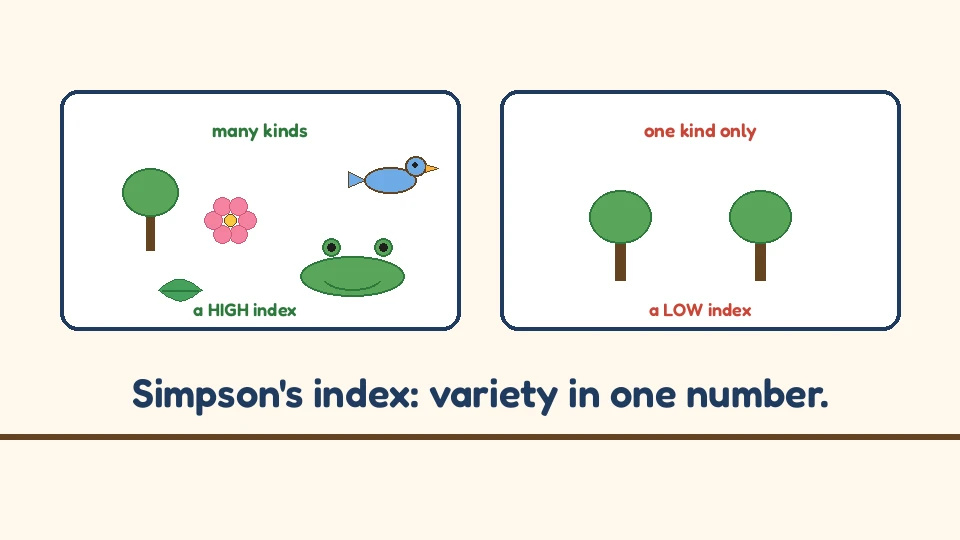 many kinds
a HIGH index
one kind only
a LOW index
Simpson's index: variety in one number.